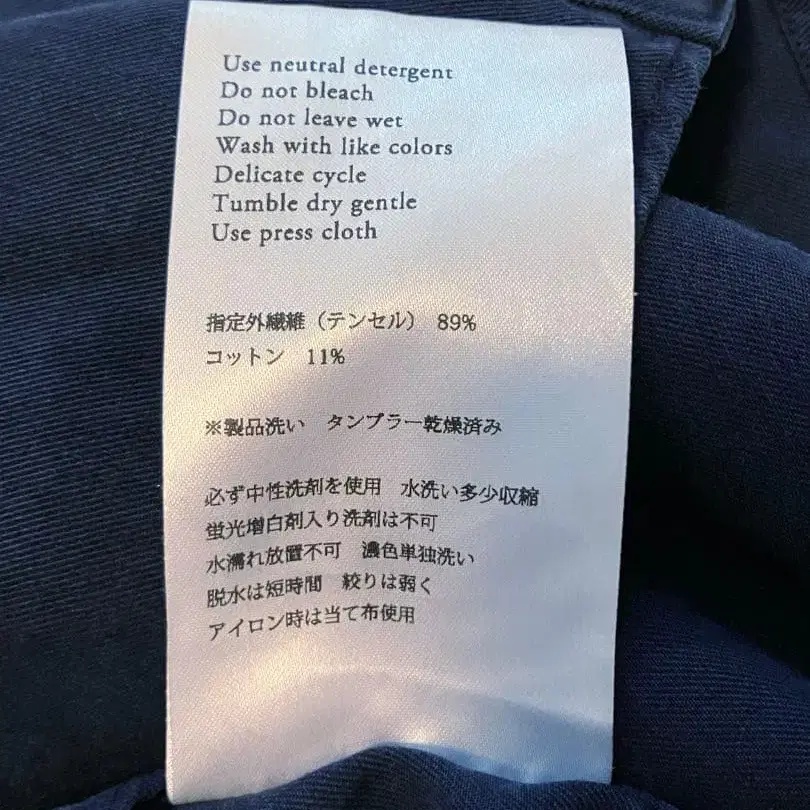 Use neutral detergent
Do not bleach
Do not leave wet
Wash with like colors
Delicate cycle
Tumble dry gentle
Use press cloth
指定外繊維（テンセル） 89%
コットン 11%
※製品洗い タンブラー乾燥済み
必ず中性洗剤を使用 水洗い多少収縮
蛍光増白剤入り洗剤は不可
水濡れ放置不可 濃色単独洗い
脱水は短時間 絞りは弱く
アイロン時は当て布使用